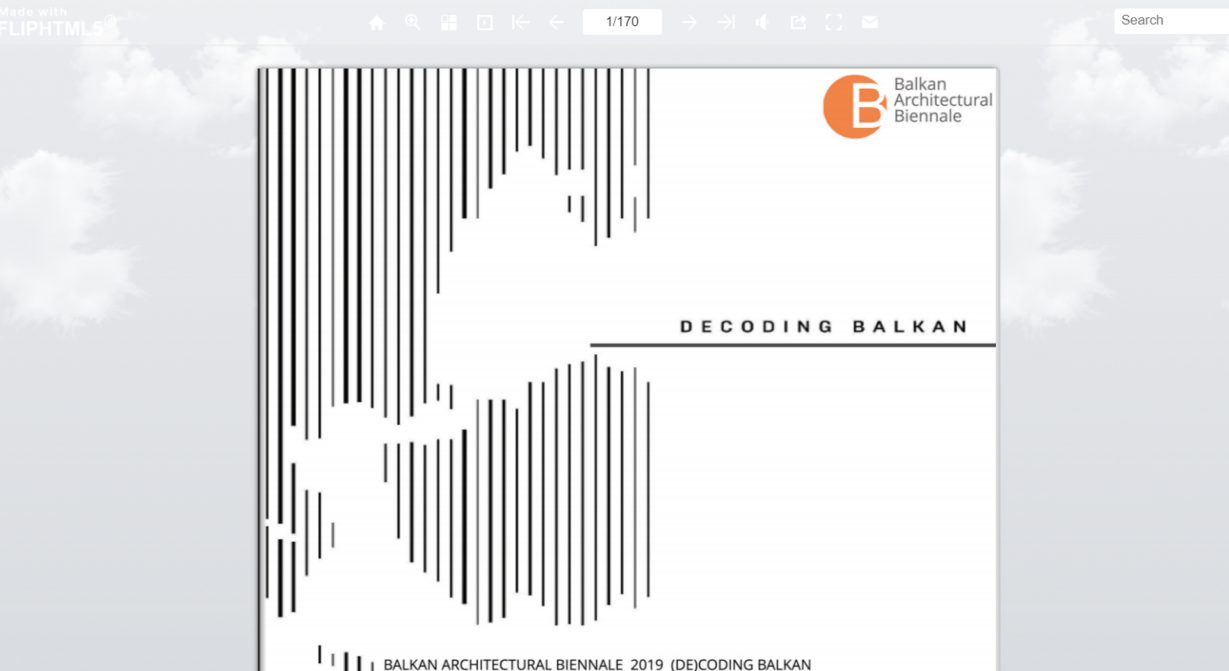 Made with
FLIPHTML5
1/170
Search
Balkan
Architectural
Biennale
B
DECODING BALKAN
BALKAN ARCHITECTURAL BIENNALE 2019 (DE)CODING BALKAN